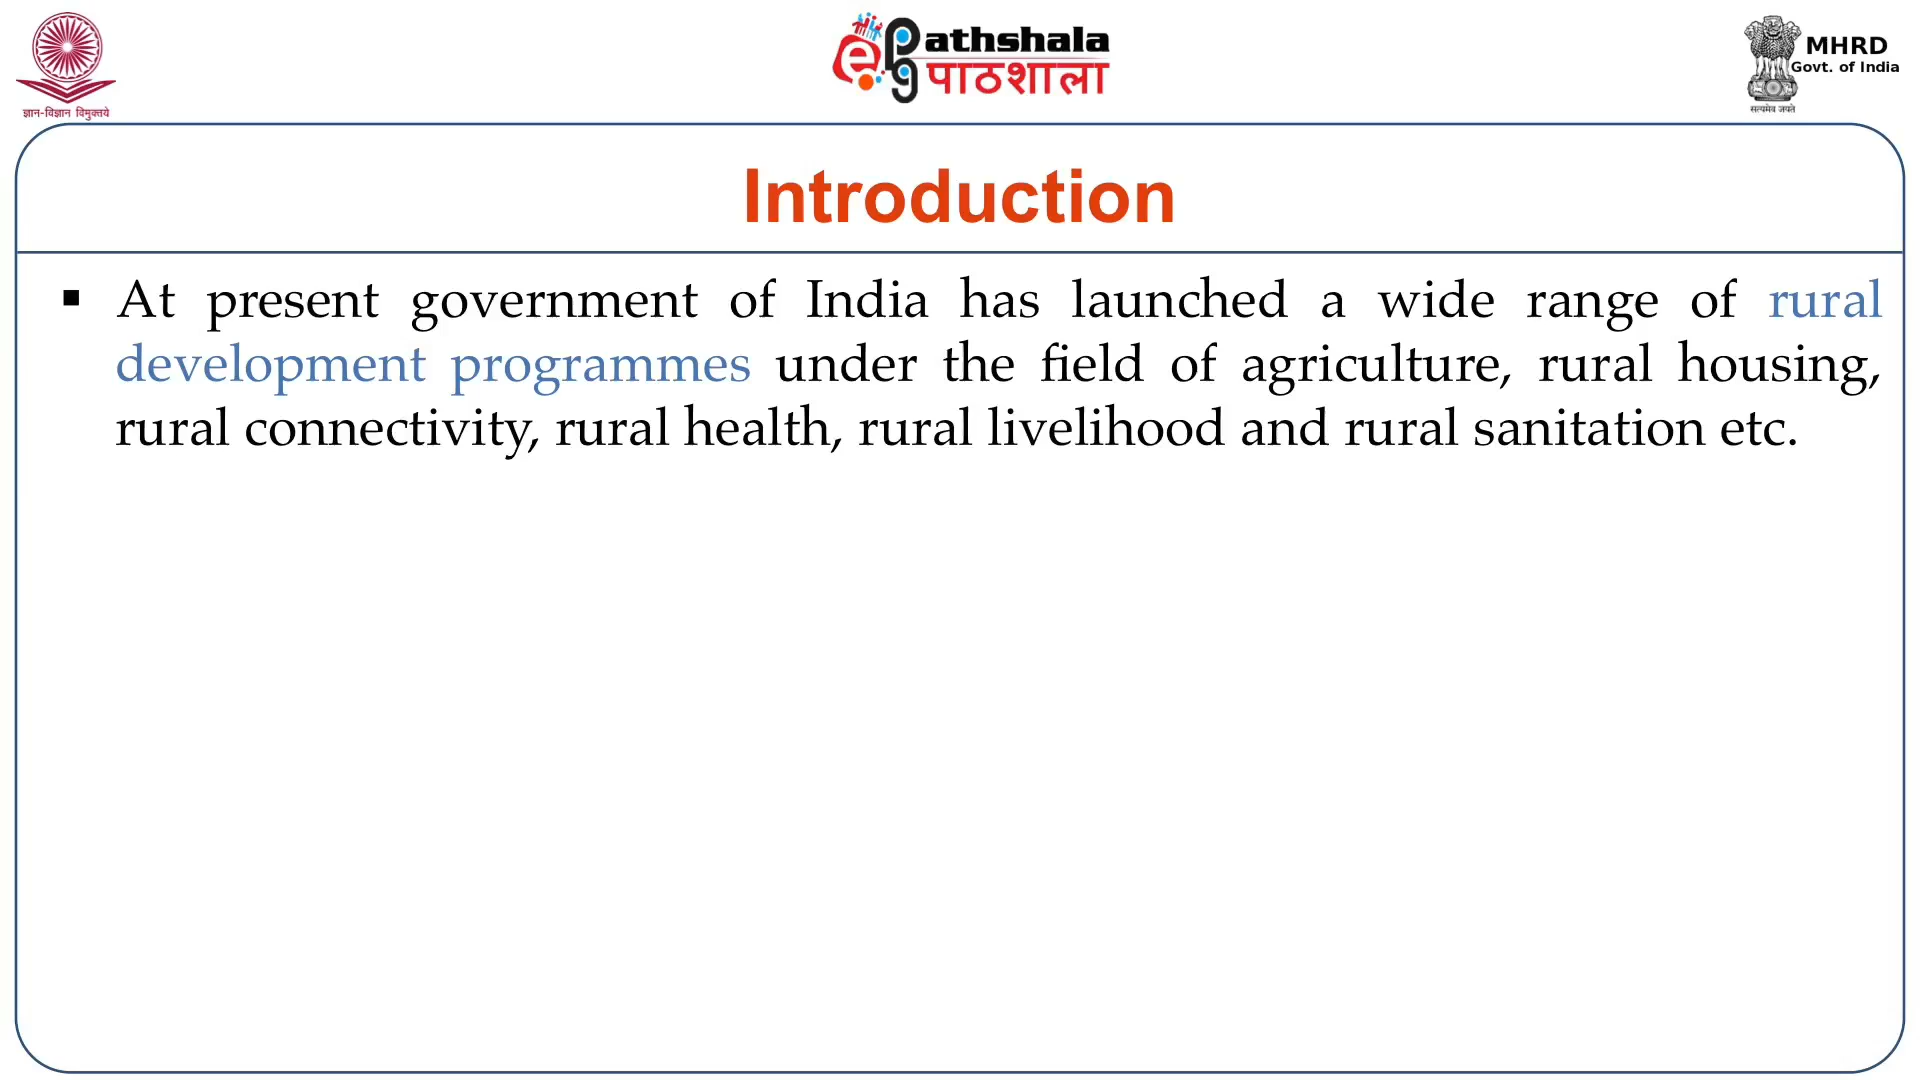 ज्ञान-विज्ञान विमुक्तये
e pg Pathshala
पाठशाला
MHRD
Govt. of India
सत्यमेव जयते
Introduction
▪ At present government of India has launched a wide range of rural
development programmes under the field of agriculture, rural housing,
rural connectivity, rural health, rural livelihood and rural sanitation etc.